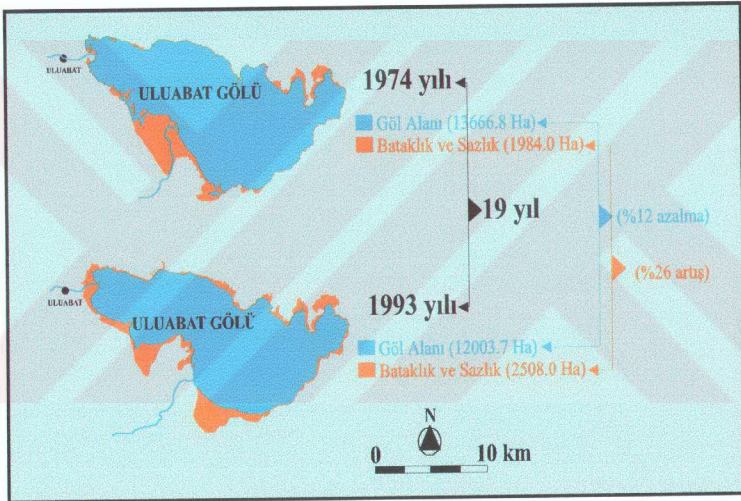 ULUABAT
ULUABAT GÖLÜ
1974 yılı
Göl Alanı (13666.8 Ha)
Bataklık ve Sazlık (1984.0 Ha)
19 yıl
(%12 azalma)
(%26 artış)
ULUABAT
ULUABAT GÖLÜ
1993 yılı
Göl Alanı (12003.7 Ha)
Bataklık ve Sazlık (2508.0 Ha)
N
0 10 km